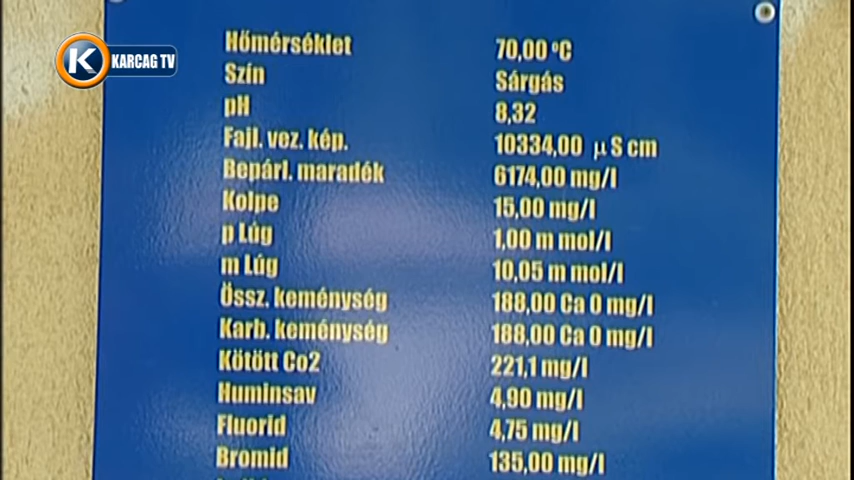 K KARCAG TV
Hőmérséklet 70,00 ºC
Szín Sárgás
pH 8,32
Fajl. vez. kép. 10334,00 µ S cm
Bepárl. maradék 6174,00 mg/l
Kolpe 15,00 mg/l
p Lúg 1,00 m mol/l
m Lúg 10,05 m mol/l
Össz. keménység 188,00 Ca O mg/l
Karb. keménység 188,00 Ca O mg/l
Kötött Co2 221,1 mg/l
Huminsav 4,90 mg/l
Fluorid 4,75 mg/l
Bromid 135,00 mg/l